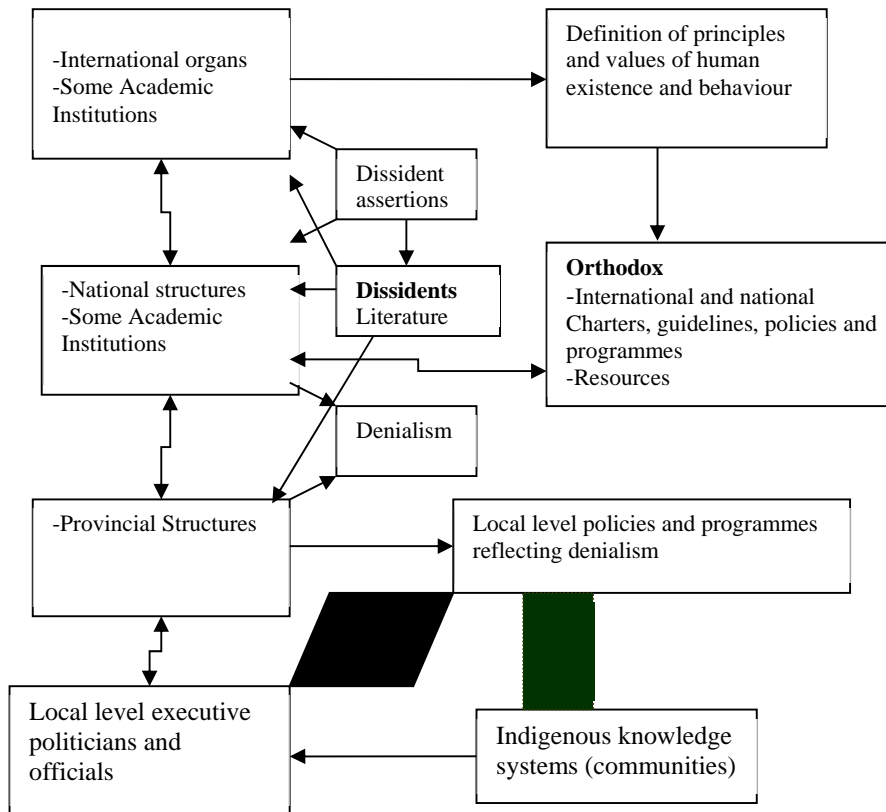 -International organs
-Some Academic
Institutions
Definition of principles
and values of human
existence and behaviour
Dissident
assertions
-National structures
-Some Academic
Institutions
Dissidents
Literature
Orthodox
-International and national
Charters, guidelines, policies and
programmes
-Resources
Denialism
-Provincial Structures
Local level policies and programmes
reflecting denialism
Local level executive
politicians and
officials
Indigenous knowledge
systems (communities)